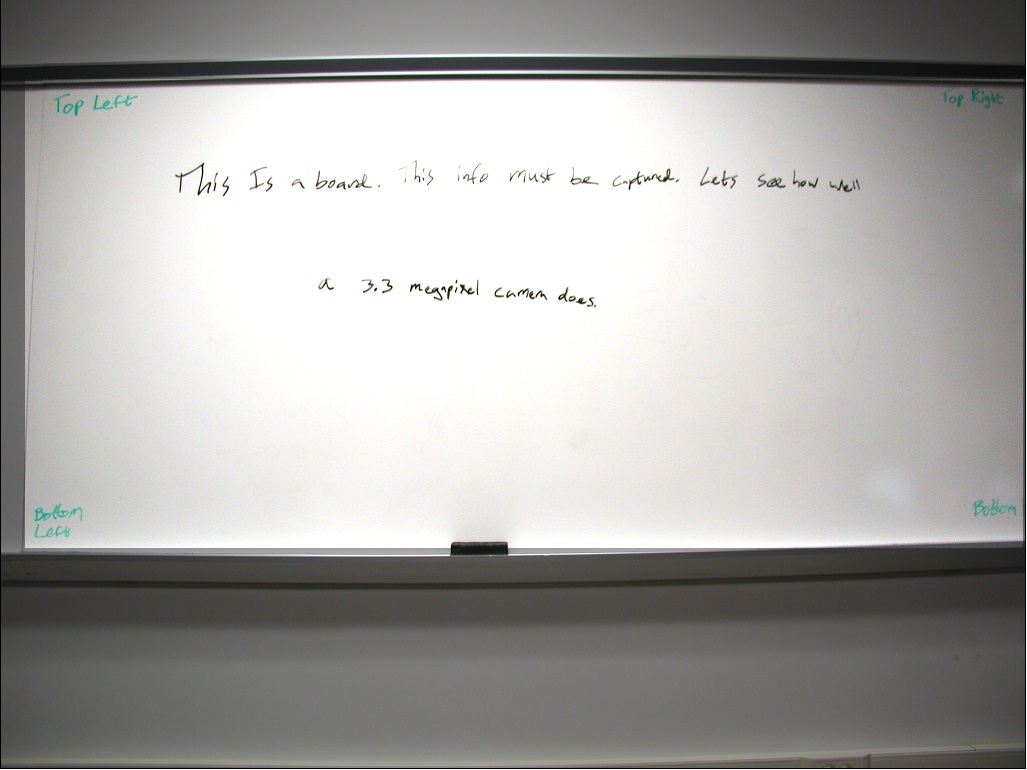 Top Left
Top Right
This Is a board. This info must be captured. Lets see how well
a 3.3 megapixel camera does.
Bottom
Left
Bottom